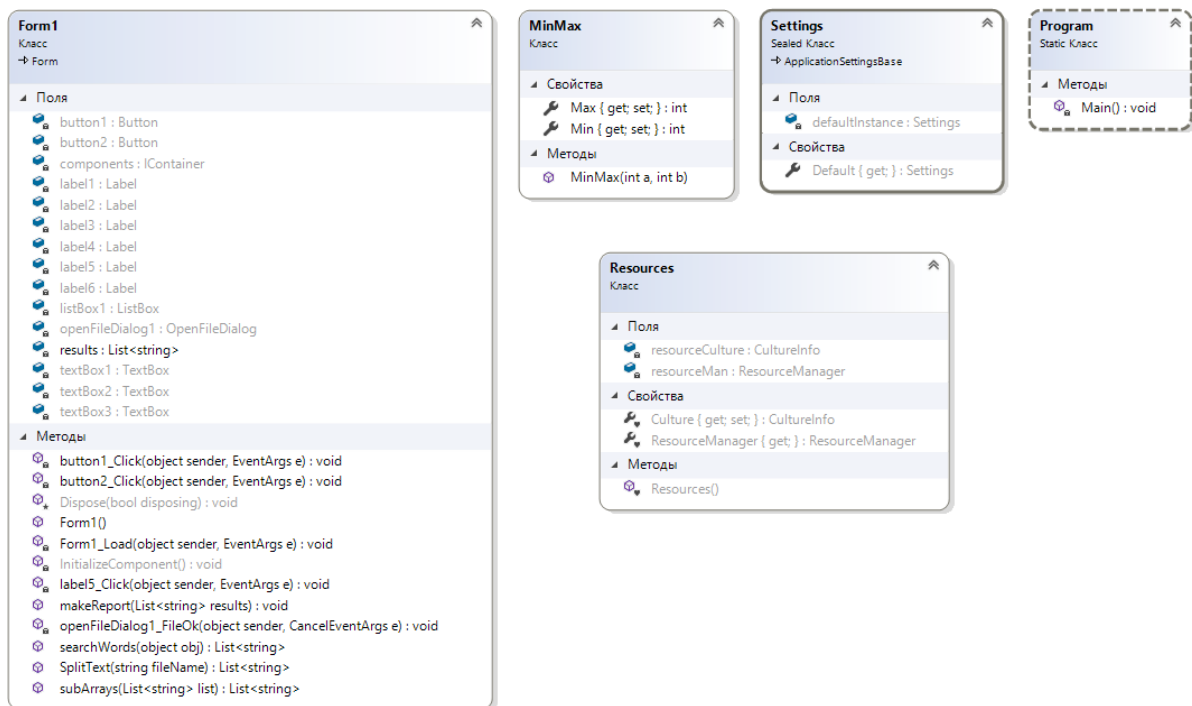 Form1
Класс
Form
Поля
button1 : Button
button2 : Button
components : IContainer
label1 : Label
label2 : Label
label3 : Label
label4 : Label
label5 : Label
label6 : Label
listBox1 : ListBox
openFileDialog1 : OpenFileDialog
results : List<string>
textBox1 : TextBox
textBox2 : TextBox
textBox3 : TextBox
Методы
button1_Click(object sender, EventArgs e) : void
button2_Click(object sender, EventArgs e) : void
Dispose(bool disposing) : void
Form1()
Form1_Load(object sender, EventArgs e) : void
InitializeComponent() : void
label5_Click(object sender, EventArgs e) : void
makeReport(List<string> results) : void
openFileDialog1_FileOk(object sender, CancelEventArgs e) : void
searchWords(object obj) : List<string>
SplitText(string fileName) : List<string>
subArrays(List<string> list) : List<string>
MinMax
Класс
Свойства
Max { get; set; } : int
Min { get; set; } : int
Методы
MinMax(int a, int b)
Settings
Sealed Класс
ApplicationSettingsBase
Поля
defaultInstance : Settings
Свойства
Default { get; } : Settings
Program
Static Класс
Методы
Main() : void
Resources
Класс
Поля
resourceCulture : CultureInfo
resourceMan : ResourceManager
Свойства
Culture { get; set; } : CultureInfo
ResourceManager { get; } : ResourceManager
Методы
Resources()